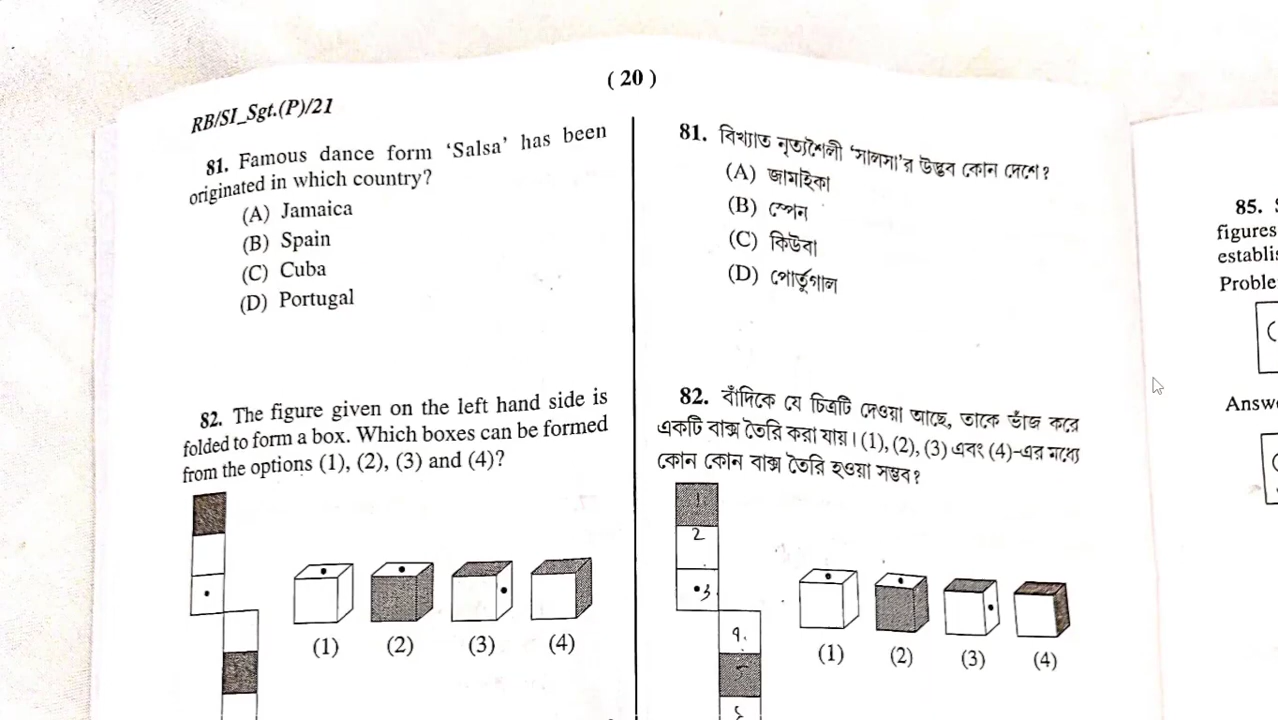 ( 20 )
RB/SI_Sgt.(P)/21
81. Famous dance form ‘Salsa’ has been
originated in which country?
(A) Jamaica
(B) Spain
(C) Cuba
(D) Portugal
82. The figure given on the left hand side is
folded to form a box. Which boxes can be formed
from the options (1), (2), (3) and (4)?
(1) (2) (3) (4)
81. বিখ্যাত নৃত্যশৈলী ‘সালসা’র উদ্ভব কোন দেশে?
(A) জামাইকা
(B) স্পেন
(C) কিউবা
(D) পোর্তুগাল
82. বাঁদিকে যে চিত্রটি দেওয়া আছে, তাকে ভাঁজ করে
একটি বাক্স তৈরি করা যায়। (1), (2), (3) এবং (4)-এর মধ্যে
কোন কোন বাক্স তৈরি হওয়া সম্ভব?
1
2
3
5
(1) (2) (3) (4)
85.
figures
Answ